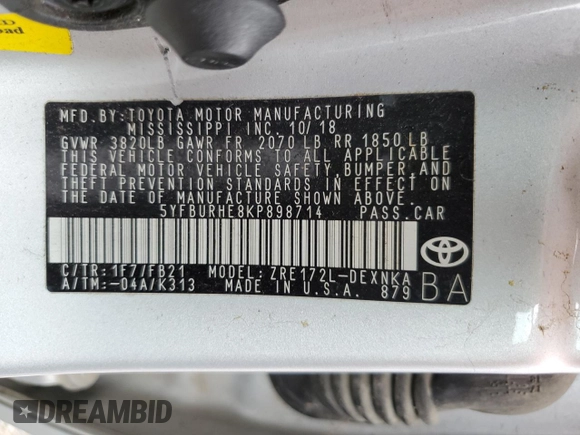 MFD.BY:TOYOTA MOTOR MANUFACTURING
MISSISSIPPI INC. 10/18
GVWR 3820LB GAWR FR 2070 LB RR 1850 LB
THIS VEHICLE CONFORMS TO ALL APPLICABLE
FEDERAL MOTOR VEHICLE SAFETY,BUMPER,AND
THEFT PREVENTION STANDARDS IN EFFECT ON
THE DATE OF MANUFACTURE SHOWN ABOVE.
5YFBURHE8KP898714 PASS.CAR
C/TR:1F7/FB21 MODEL:ZRE172L-DEXNKA
A/TM:-04A/K313 MADE IN U.S.A. 879
BA
DREAMBID